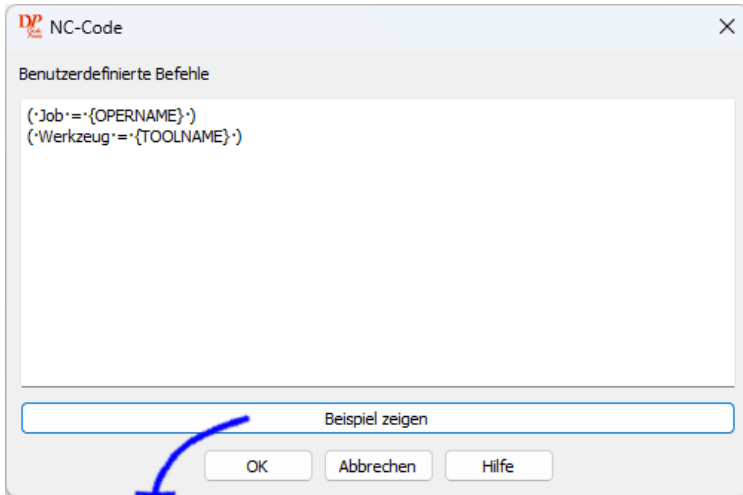 NC-Code
Benutzerdefinierte Befehle
(·Job·=·{OPERNAME}·)
(·Werkzeug·=·{TOOLNAME}·)
Beispiel zeigen
OK
Abbrechen
Hilfe